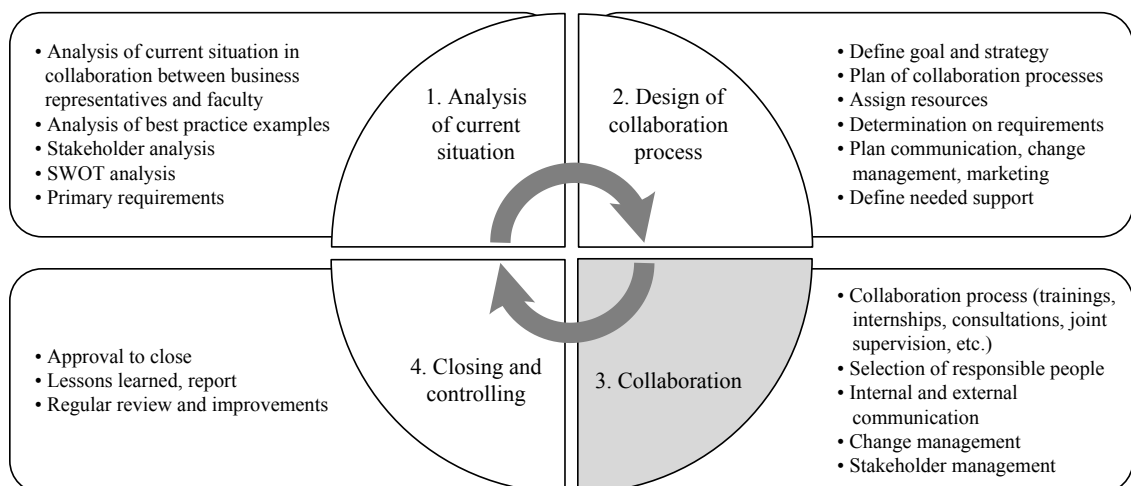 • Analysis of current situation in
collaboration between business
representatives and faculty
• Analysis of best practice examples
• Stakeholder analysis
• SWOT analysis
• Primary requirements
1. Analysis
of current
situation
2. Design of
collaboration
process
• Define goal and strategy
• Plan of collaboration processes
• Assign resources
• Determination on requirements
• Plan communication, change
management, marketing
• Define needed support
• Approval to close
• Lessons learned, report
• Regular review and improvements
4. Closing and
controlling
3. Collaboration
• Collaboration process (trainings,
internships, consultations, joint
supervision, etc.)
• Selection of responsible people
• Internal and external
communication
• Change management
• Stakeholder management